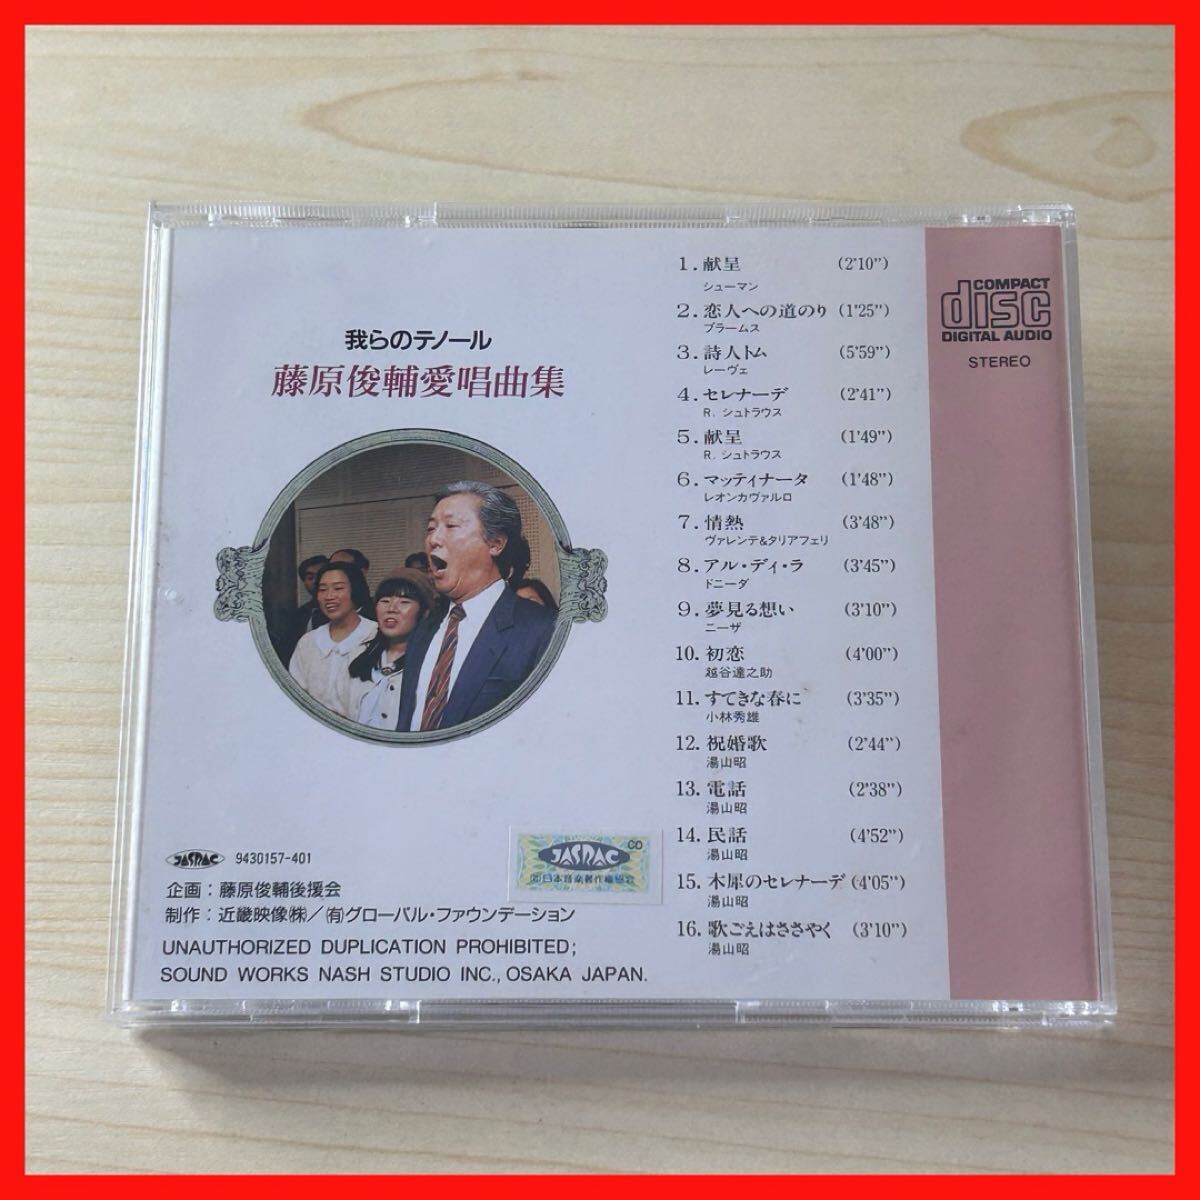 我らのテノール
藤原俊輔愛唱曲集
1. 献呈 (2'10")
シューマン
2. 恋人への道のり (1'25")
ブラームス
3. 詩人トム (5'59")
レーヴェ
4. セレナーデ (2'41")
R. シュトラウス
5. 献呈 (1'49")
R. シュトラウス
6. マッティナータ (1'48")
レオンカヴァルロ
7. 情熱 (3'48")
ヴァレンテ&タリアフェリ
8. アル・ディ・ラ (3'45")
ドニーダ
9. 夢見る想い (3'10")
ニーザ
10. 初恋 (4'00")
越谷達之助
11. すてきな春に (3'35")
小林秀雄
12. 祝婚歌 (2'44")
湯山昭
13. 電話 (2'38")
湯山昭
14. 民話 (4'52")
湯山昭
15. 木犀のセレナーデ (4'05")
湯山昭
16. 歌ごえはささやく (3'10")
湯山昭
COMPACT
disc
DIGITAL AUDIO
STEREO
JASRAC 9430157-401
JASRAC CD
企画：藤原俊輔後援会
制作：近畿映像㈱／㈲グローバル・ファウンデーション
UNAUTHORIZED DUPLICATION PROHIBITED;
SOUND WORKS NASH STUDIO INC., OSAKA JAPAN.